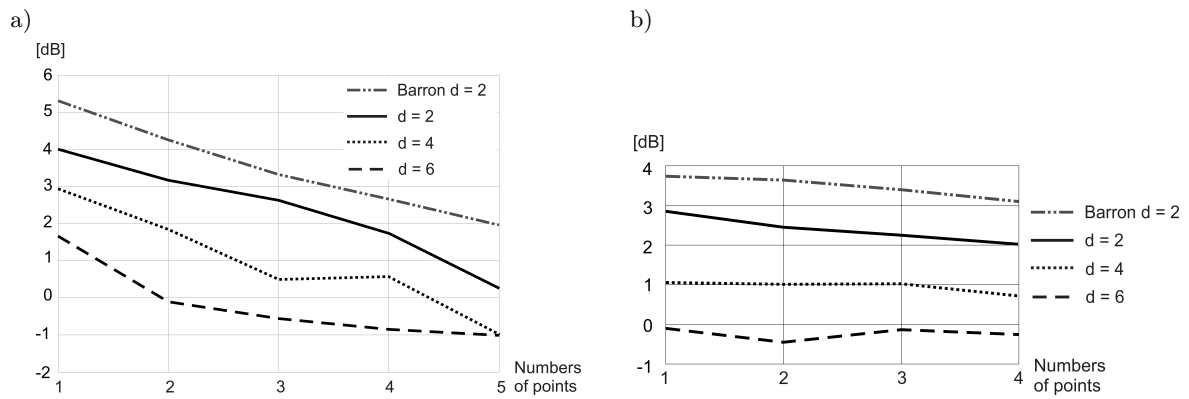 a)
[dB]
6
5
4
3
2
1
0
-1
-2
1 2 3 4 5
Numbers
of points
Barron d = 2
d = 2
d = 4
d = 6
b)
[dB]
4
3
2
1
0
-1
1 2 3 4
Numbers
of points
Barron d = 2
d = 2
d = 4
d = 6